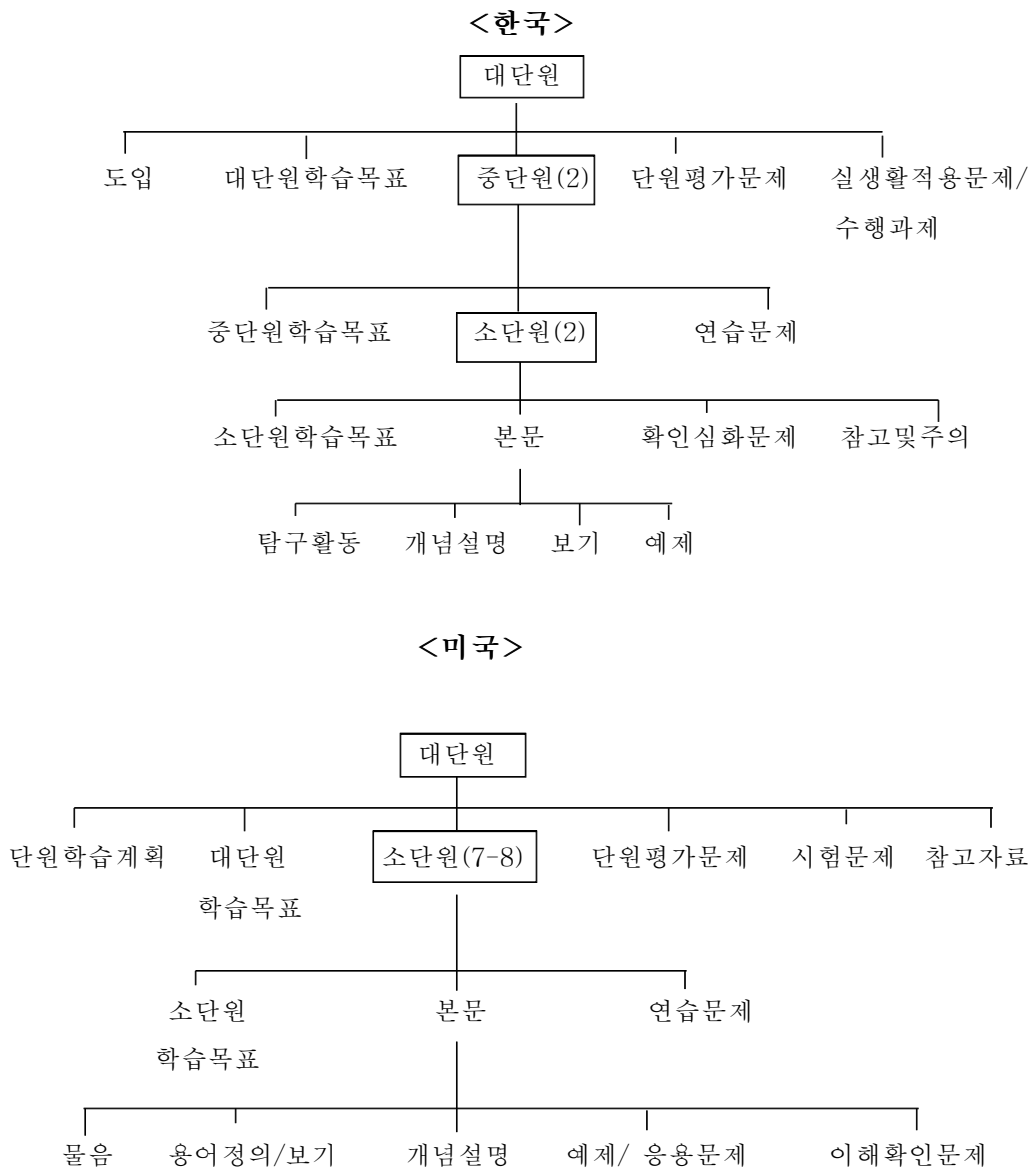 <한국>
대단원
도입 대단원학습목표 중단원(2) 단원평가문제 실생활적용문제/
수행과제
중단원학습목표 소단원(2) 연습문제
소단원학습목표 본문 확인심화문제 참고및주의
탐구활동 개념설명 보기 예제
<미국>
대단원
단원학습계획 대단원 소단원(7-8) 단원평가문제 시험문제 참고자료
학습목표
소단원 본문 연습문제
학습목표
물음 용어정의/보기 개념설명 예제/ 응용문제 이해확인문제